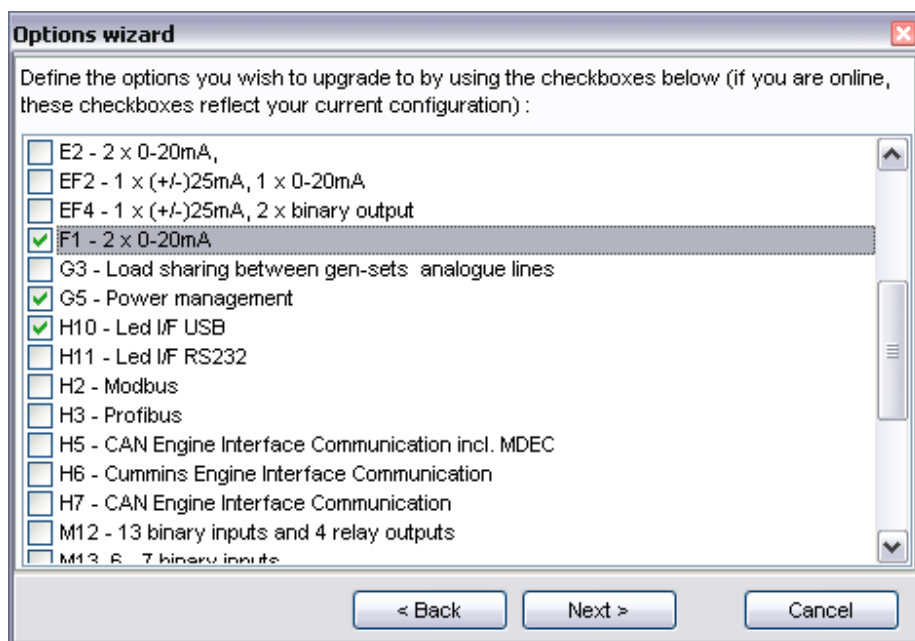 Options wizard
Define the options you wish to upgrade to by using the checkboxes below (if you are online,
these checkboxes reflect your current configuration) :
E2 - 2 x 0-20mA,
EF2 - 1 x (+/-)25mA, 1 x 0-20mA
EF4 - 1 x (+/-)25mA, 2 x binary output
F1 - 2 x 0-20mA
G3 - Load sharing between gen-sets analogue lines
G5 - Power management
H10 - Led I/F USB
H11 - Led I/F RS232
H2 - Modbus
H3 - Profibus
H5 - CAN Engine Interface Communication incl. MDEC
H6 - Cummins Engine Interface Communication
H7 - CAN Engine Interface Communication
M12 - 13 binary inputs and 4 relay outputs
M13_6 - 7 binary inputs
< Back
Next >
Cancel